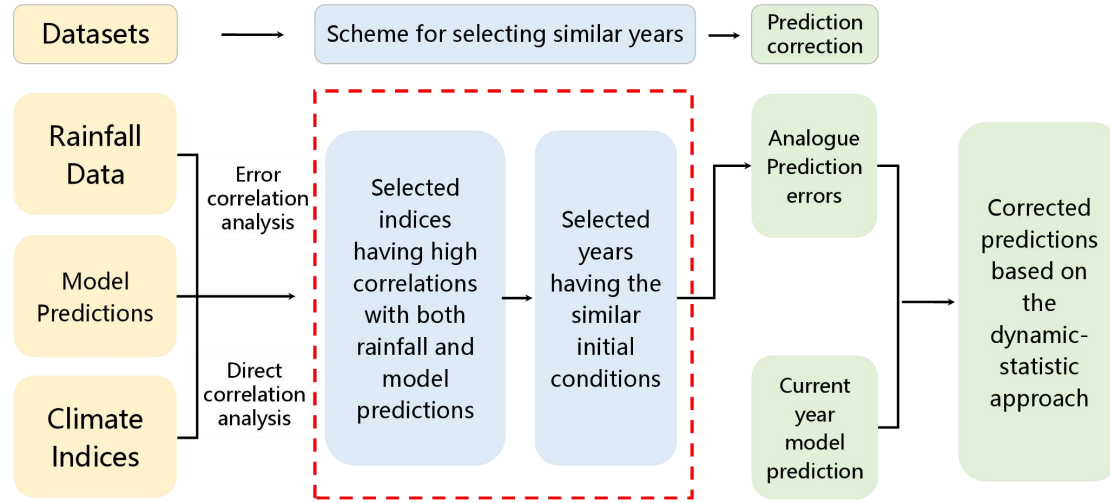 Datasets
Scheme for selecting similar years
Prediction
correction
Rainfall
Data
Model
Predictions
Climate
Indices
Error
correlation
analysis
Direct
correlation
analysis
Selected
indices
having high
correlations
with both
rainfall and
model
predictions
Selected
years
having the
similar
initial
conditions
Analogue
Prediction
errors
Current
year
model
prediction
Corrected
predictions
based on
the
dynamic-
statistic
approach